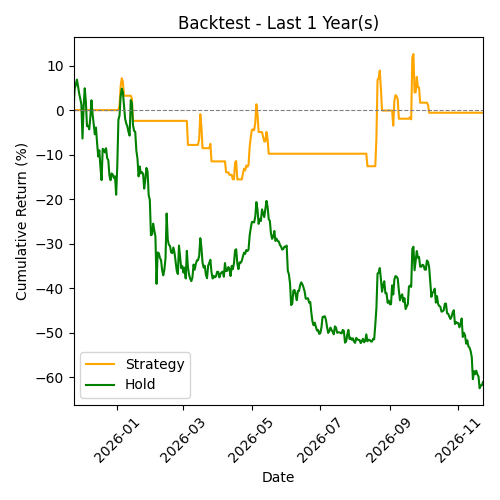 Backtest - Last 1 Year(s)
Cumulative Return (%)
10
0
−10
−20
−30
−40
−50
−60
Strategy
Hold
2026-01
2026-03
2026-05
2026-07
2026-09
2026-11
Date